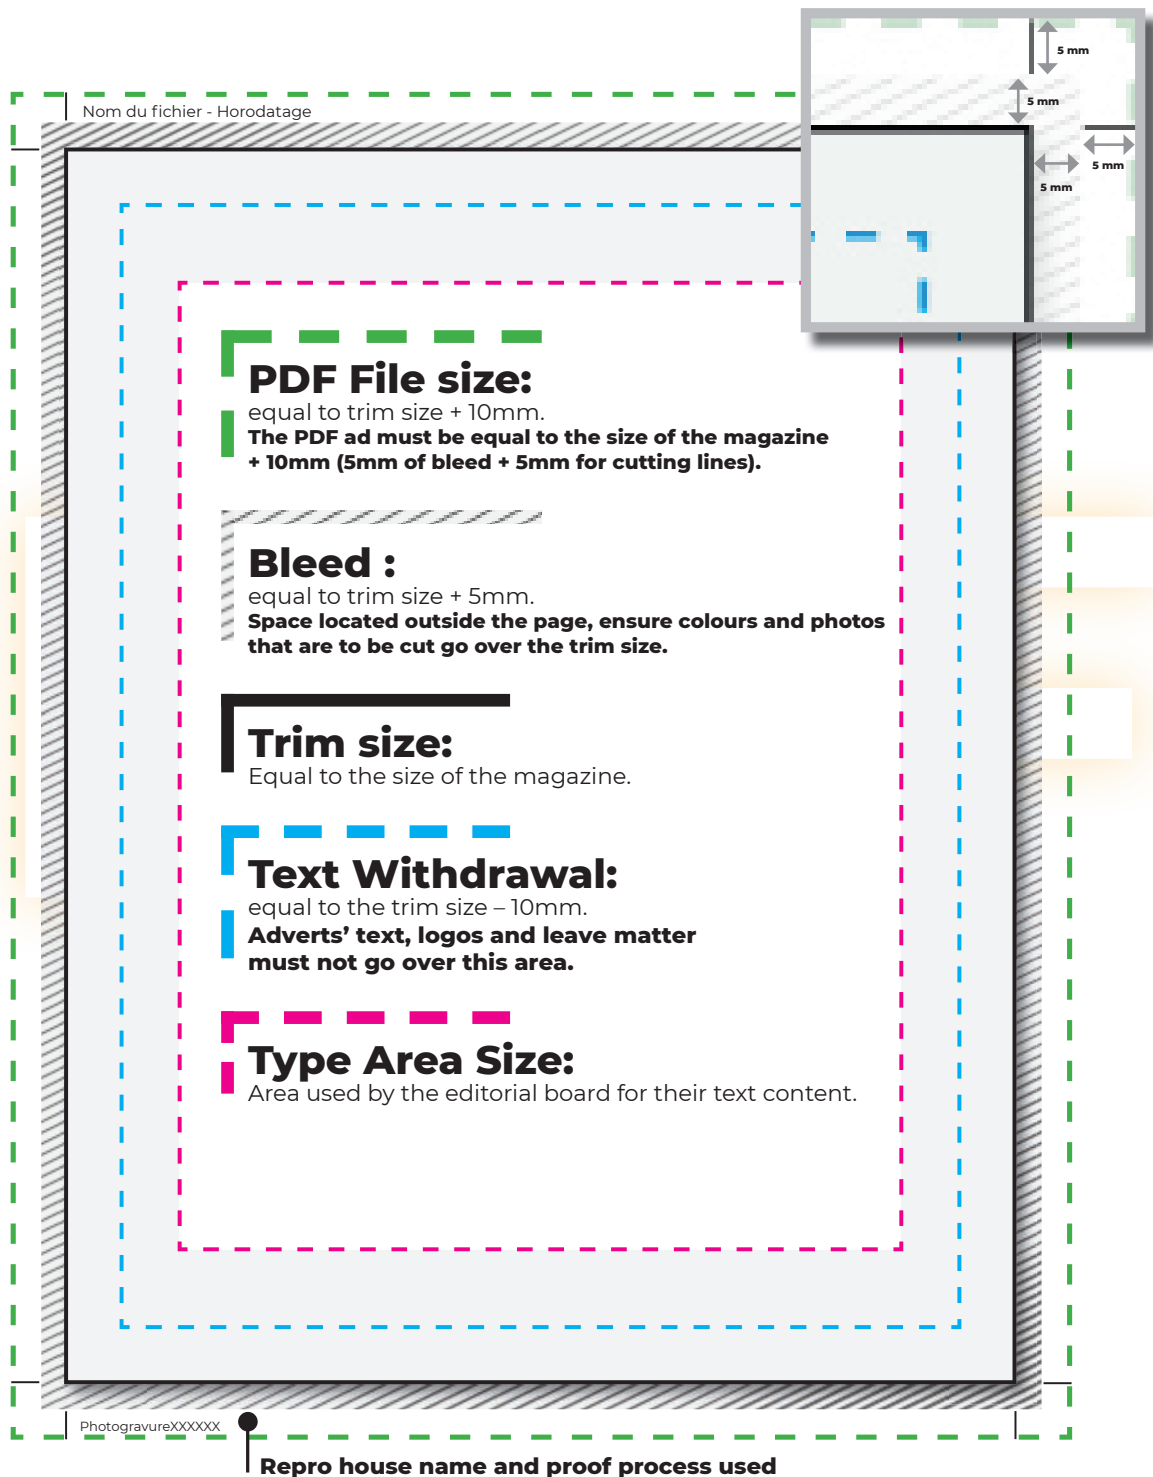 5 mm
5 mm
5 mm
5 mm
Nom du fichier - Horodatage
PDF File size:
equal to trim size + 10mm.
The PDF ad must be equal to the size of the magazine
+ 10mm (5mm of bleed + 5mm for cutting lines).
Bleed :
equal to trim size + 5mm.
Space located outside the page, ensure colours and photos
that are to be cut go over the trim size.
Trim size:
Equal to the size of the magazine.
Text Withdrawal:
equal to the trim size – 10mm.
Adverts’ text, logos and leave matter
must not go over this area.
Type Area Size:
Area used by the editorial board for their text content.
PhotogravureXXXXXX
Repro house name and proof process used